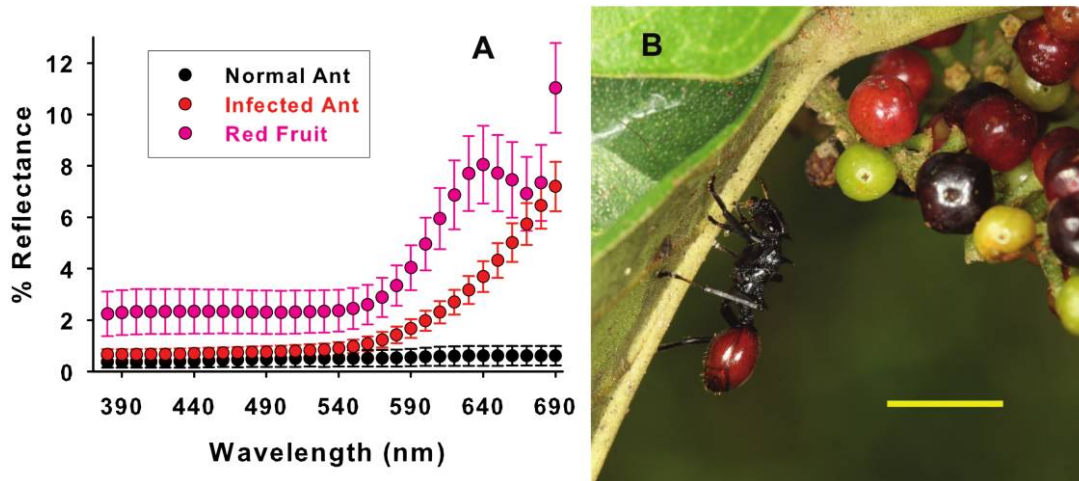 A
Normal Ant
Infected Ant
Red Fruit
12
10
8
6
4
2
0
% Reflectance
390 440 490 540 590 640 690
Wavelength (nm)
B